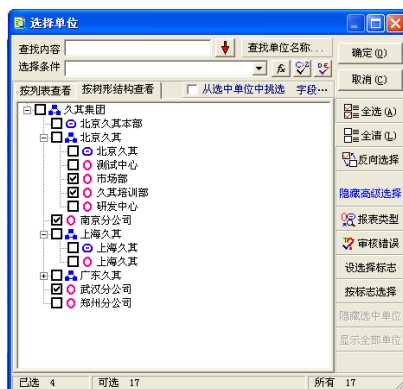 选择单位
查找内容 查找单位名称...
选择条件
按列表查看 按树形结构查看 从选中单位中挑选 字段...
久其集团
北京久其本部
北京久其
北京久其
测试中心
市场部
久其培训部
研发中心
南京分公司
上海久其
上海久其
上海久其
广东久其
武汉分公司
郑州分公司
确定(O)
取消(C)
全选(A)
全清(L)
反向选择
隐藏高级选择
报表类型
审核错误
设选择标志
按标志选择
隐藏选中单位
显示全部单位
已选 4 可选 17 所有 17